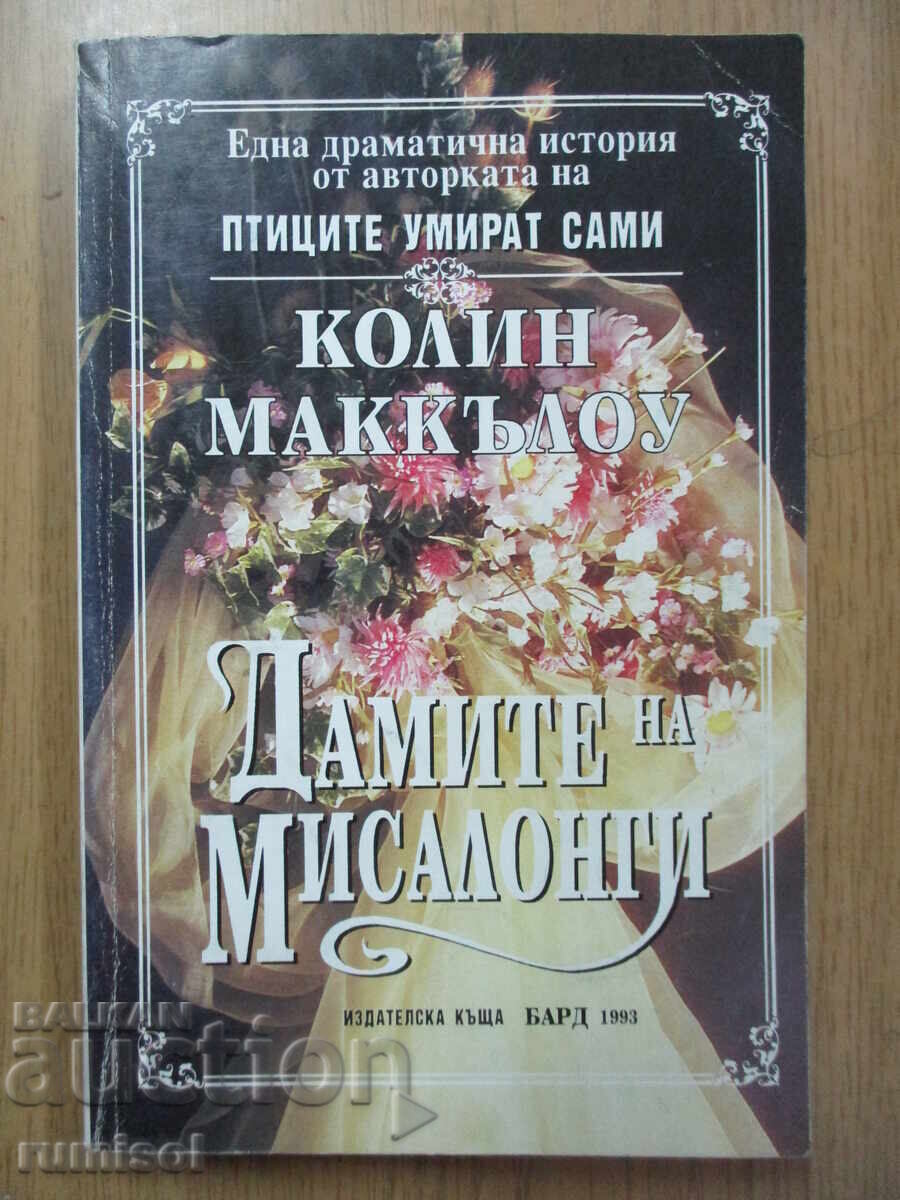 Една драматична история
от авторката на
ПТИЦИТЕ УМИРАТ САМИ
КОЛИН
МАККЪЛОУ
ДАМИТЕ НА
МИСАЛОНГИ
ИЗДАТЕЛСКА КЪЩА БАРД 1993
BALKAN
auction
rumisol